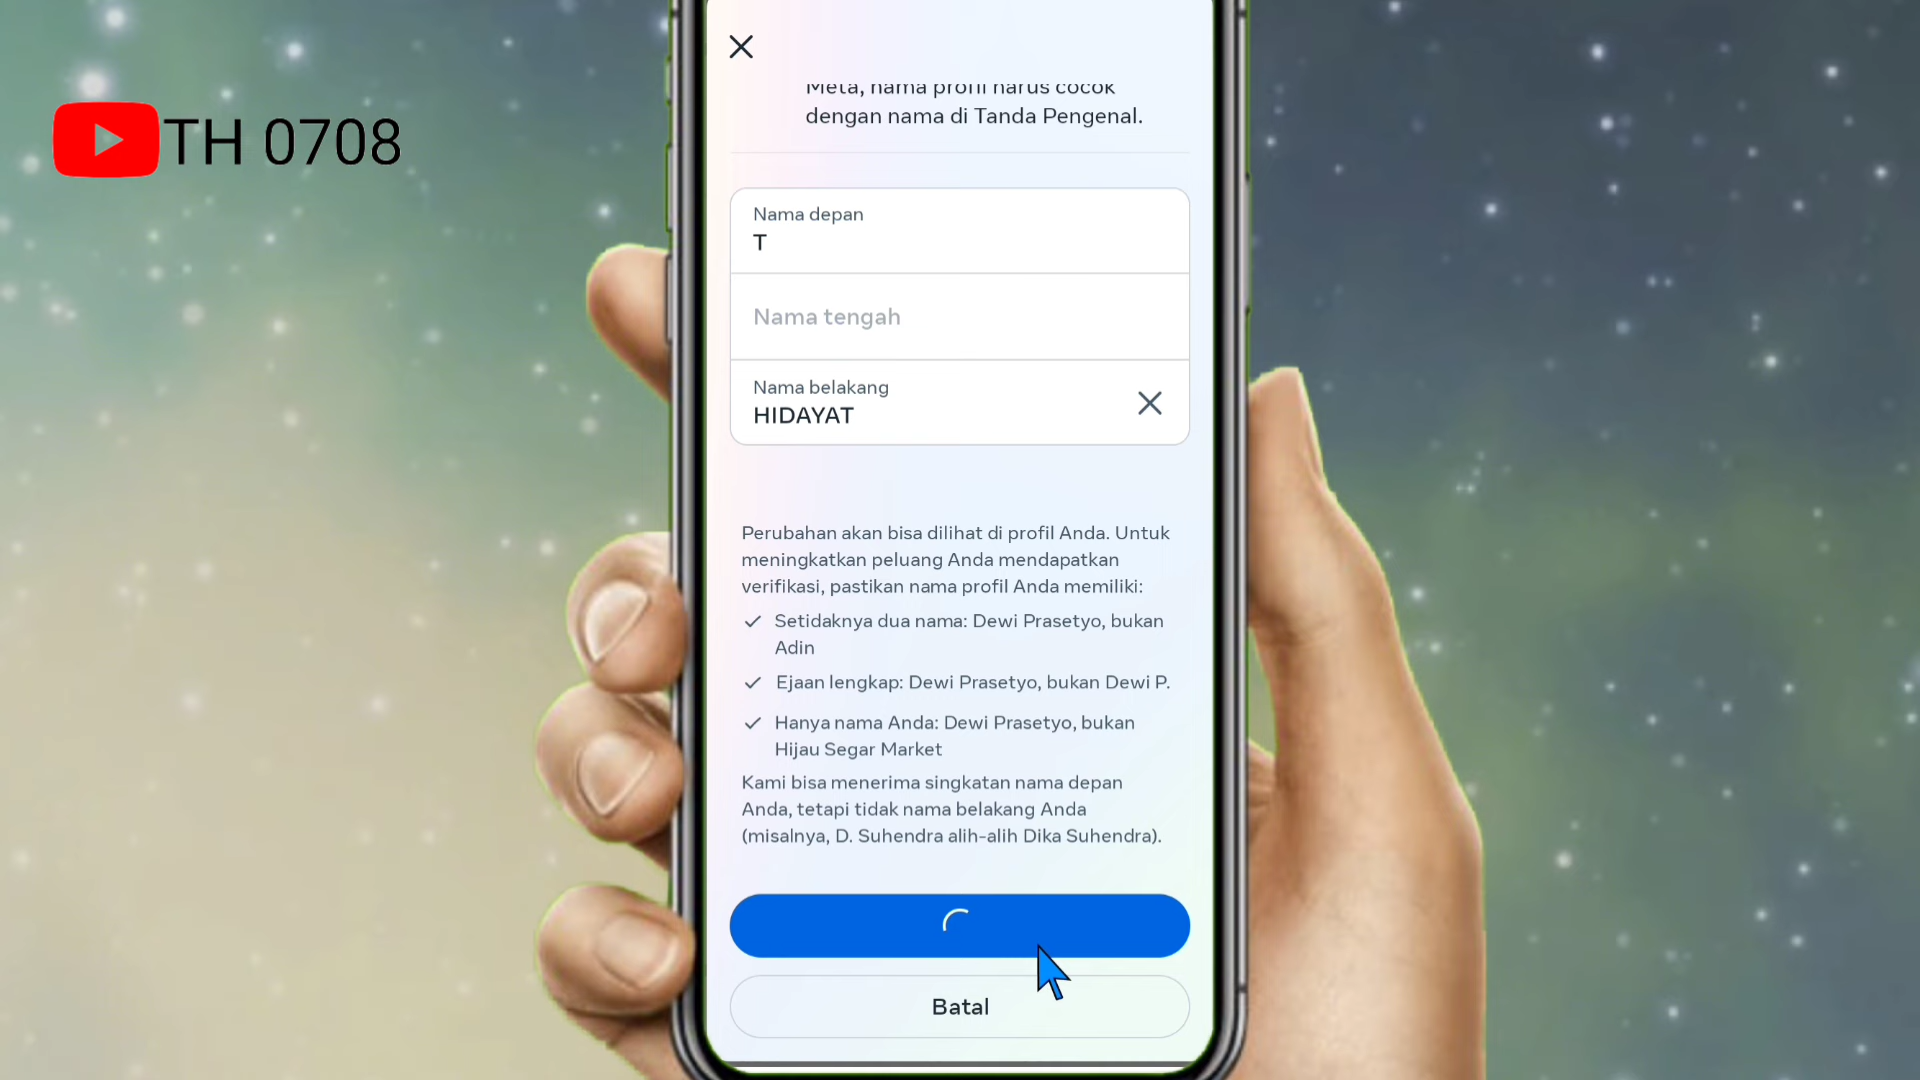 TH 0708
Meta, nama profil harus cocok
dengan nama di Tanda Pengenal.
Nama depan
T
Nama tengah
Nama belakang
HIDAYAT
Perubahan akan bisa dilihat di profil Anda. Untuk
meningkatkan peluang Anda mendapatkan
verifikasi, pastikan nama profil Anda memiliki:
Setidaknya dua nama: Dewi Prasetyo, bukan
Adin
Ejaan lengkap: Dewi Prasetyo, bukan Dewi P.
Hanya nama Anda: Dewi Prasetyo, bukan
Hijau Segar Market
Kami bisa menerima singkatan nama depan
Anda, tetapi tidak nama belakang Anda
(misalnya, D. Suhendra alih-alih Dika Suhendra).
Batal